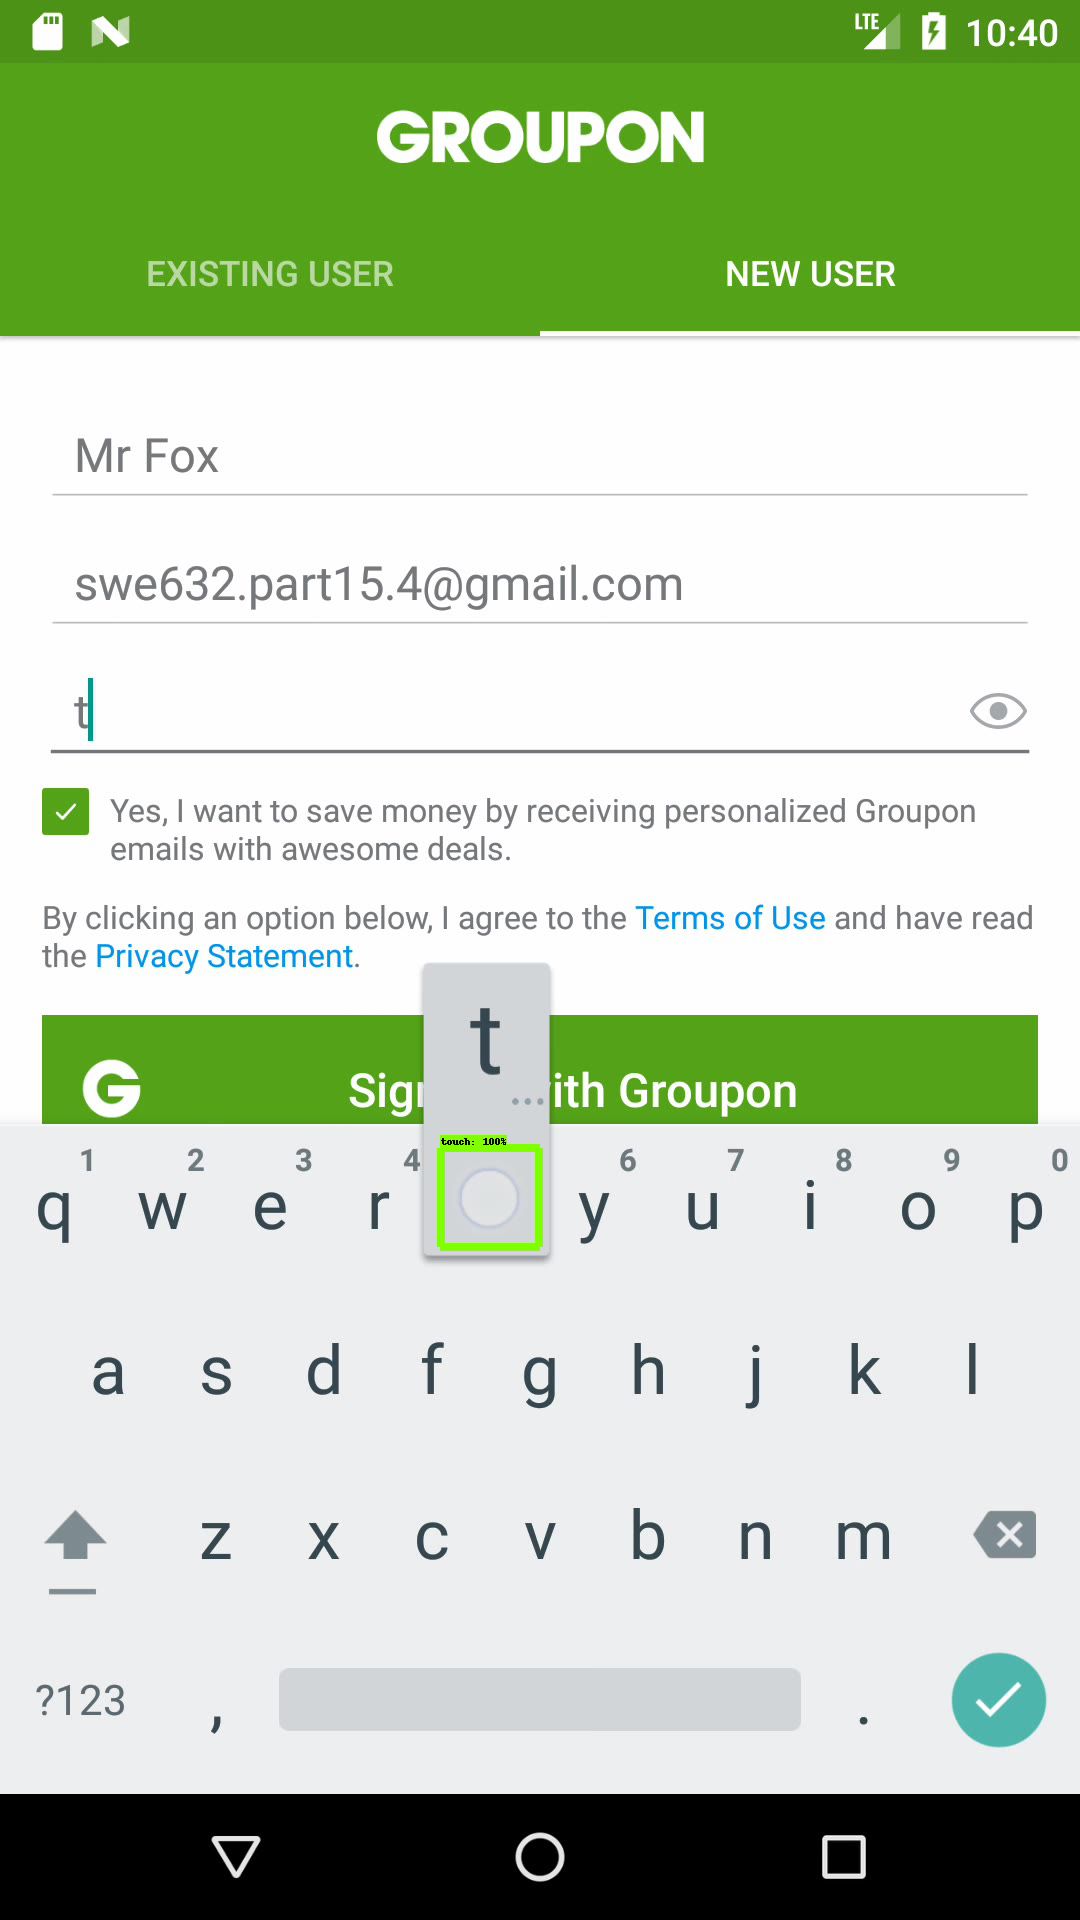 LTE 10:40
GROUPON
EXISTING USER NEW USER
Mr Fox
swe632.part15.4@gmail.com
t
Yes, I want to save money by receiving personalized Groupon
emails with awesome deals.
By clicking an option below, I agree to the Terms of Use and have read
the Privacy Statement.
t
G Sign ith Groupon
touch: 100%
1 2 3 4 6 7 8 9 0
q w e r y u i o p
a s d f g h j k l
z x c v b n m
?123 , .